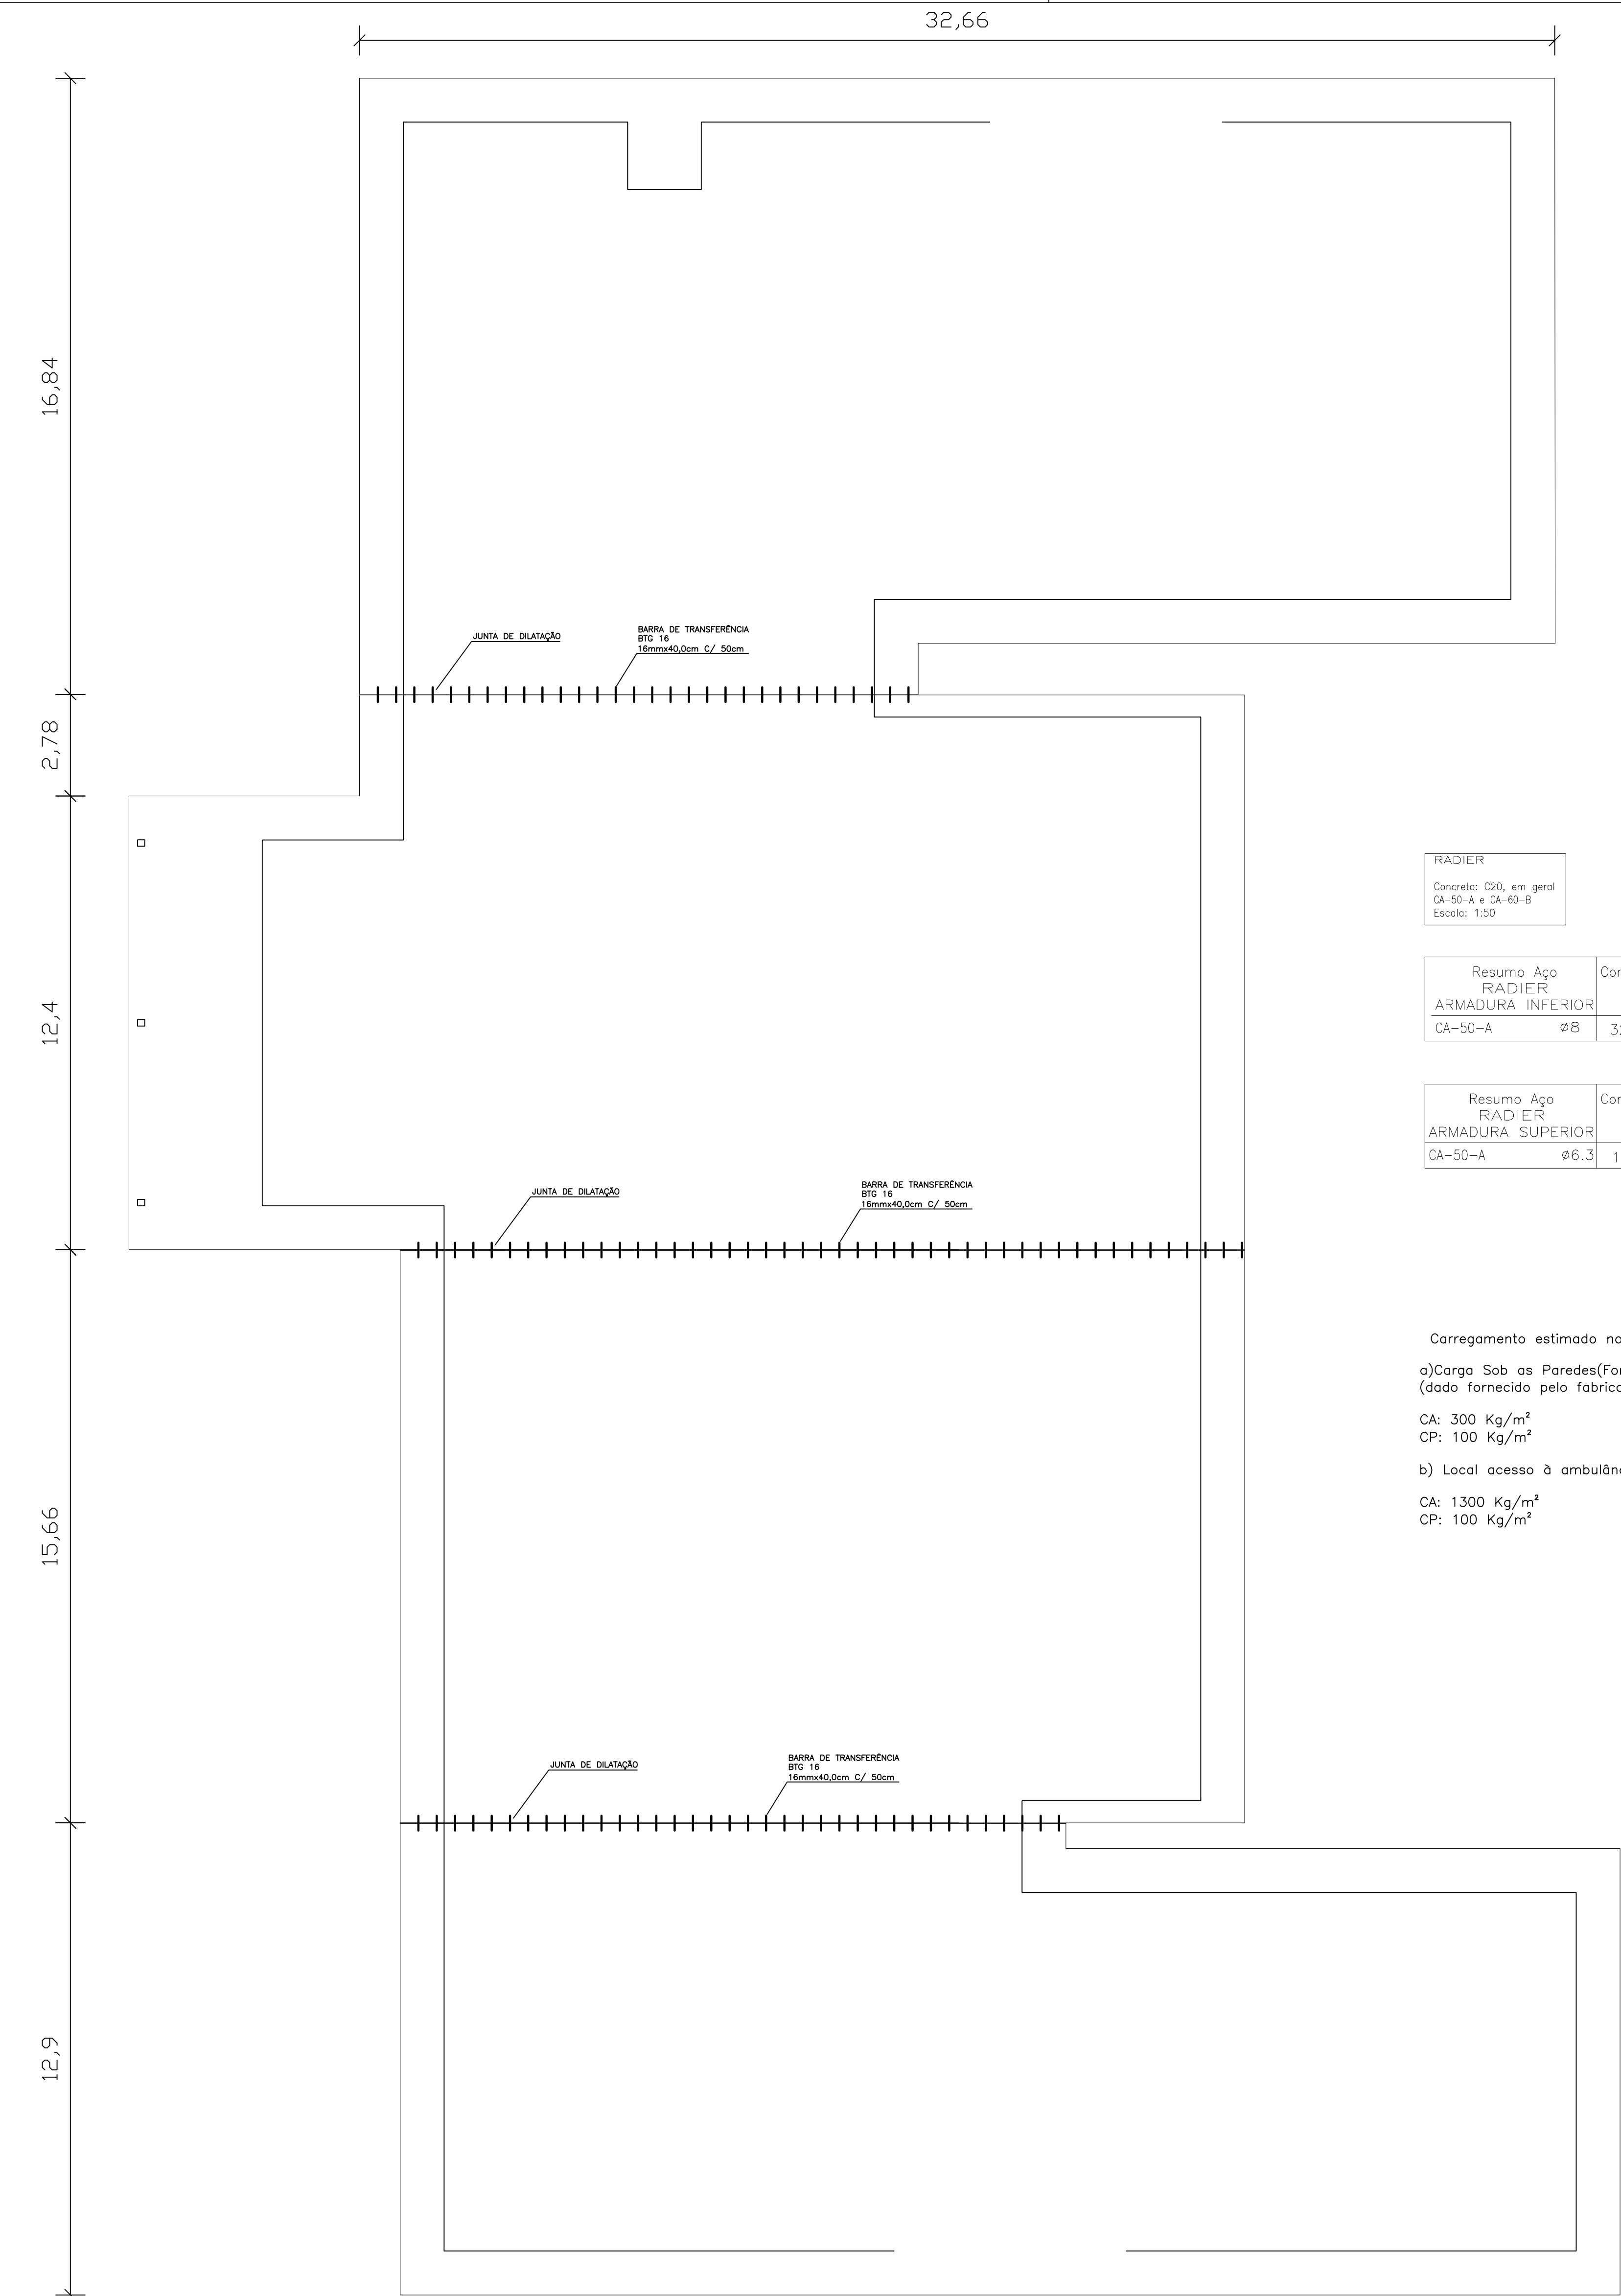 32,66
16,84
JUNTA DE DILATAÇÃO
BARRA DE TRANSFERÊNCIA
BTG 16
16mmx40,0cm C/ 50cm
2,78
RADIER
Concreto: C20, em geral
CA-50-A e CA-60-B
Escala: 1:50
Resumo Aço
RADIER
ARMADURA INFERIOR
CA-50-A ø8
12,4
Resumo Aço
RADIER
ARMADURA SUPERIOR
CA-50-A ø6.3 1
JUNTA DE DILATAÇÃO
BARRA DE TRANSFERÊNCIA
BTG 16
16mmx40,0cm C/ 50cm
Carregamento estimado
a)Carga Sob as Paredes
(dado fornecido pelo
CA: 300 Kg/m²
CP: 100 Kg/m²
b) Local acesso à
CA: 1300 Kg/m²
CP: 100 Kg/m²
15,66
JUNTA DE DILATAÇÃO
BARRA DE TRANSFERÊNCIA
BTG 16
16mmx40,0cm C/ 50cm
12,9